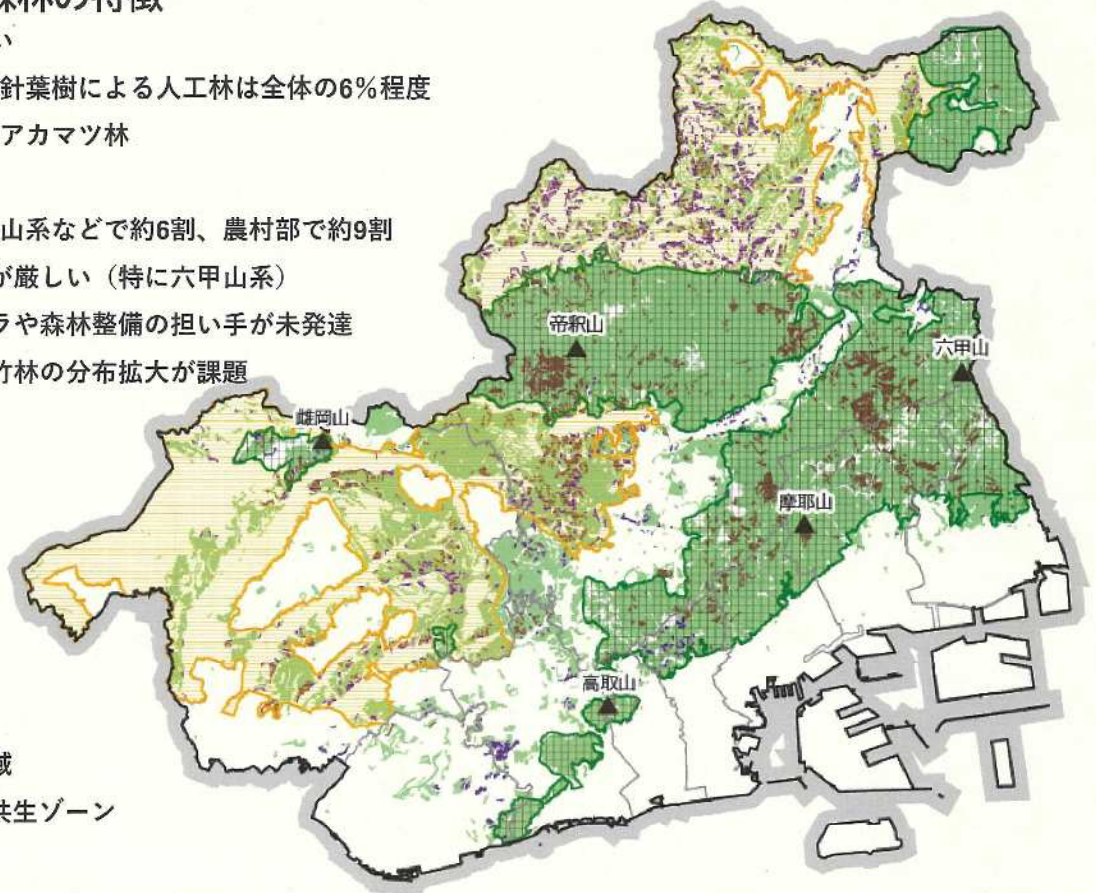 森林の特徴
い
針葉樹による人工林は全体の6%程度
アカマツ林
山系などで約6割、農村部で約9割
が厳しい(特に六甲山系)
ラや森林整備の担い手が未発達
竹林の分布拡大が課題
帝釈山
六甲山
雌岡山
摩耶山
高取山
域
共生ゾーン